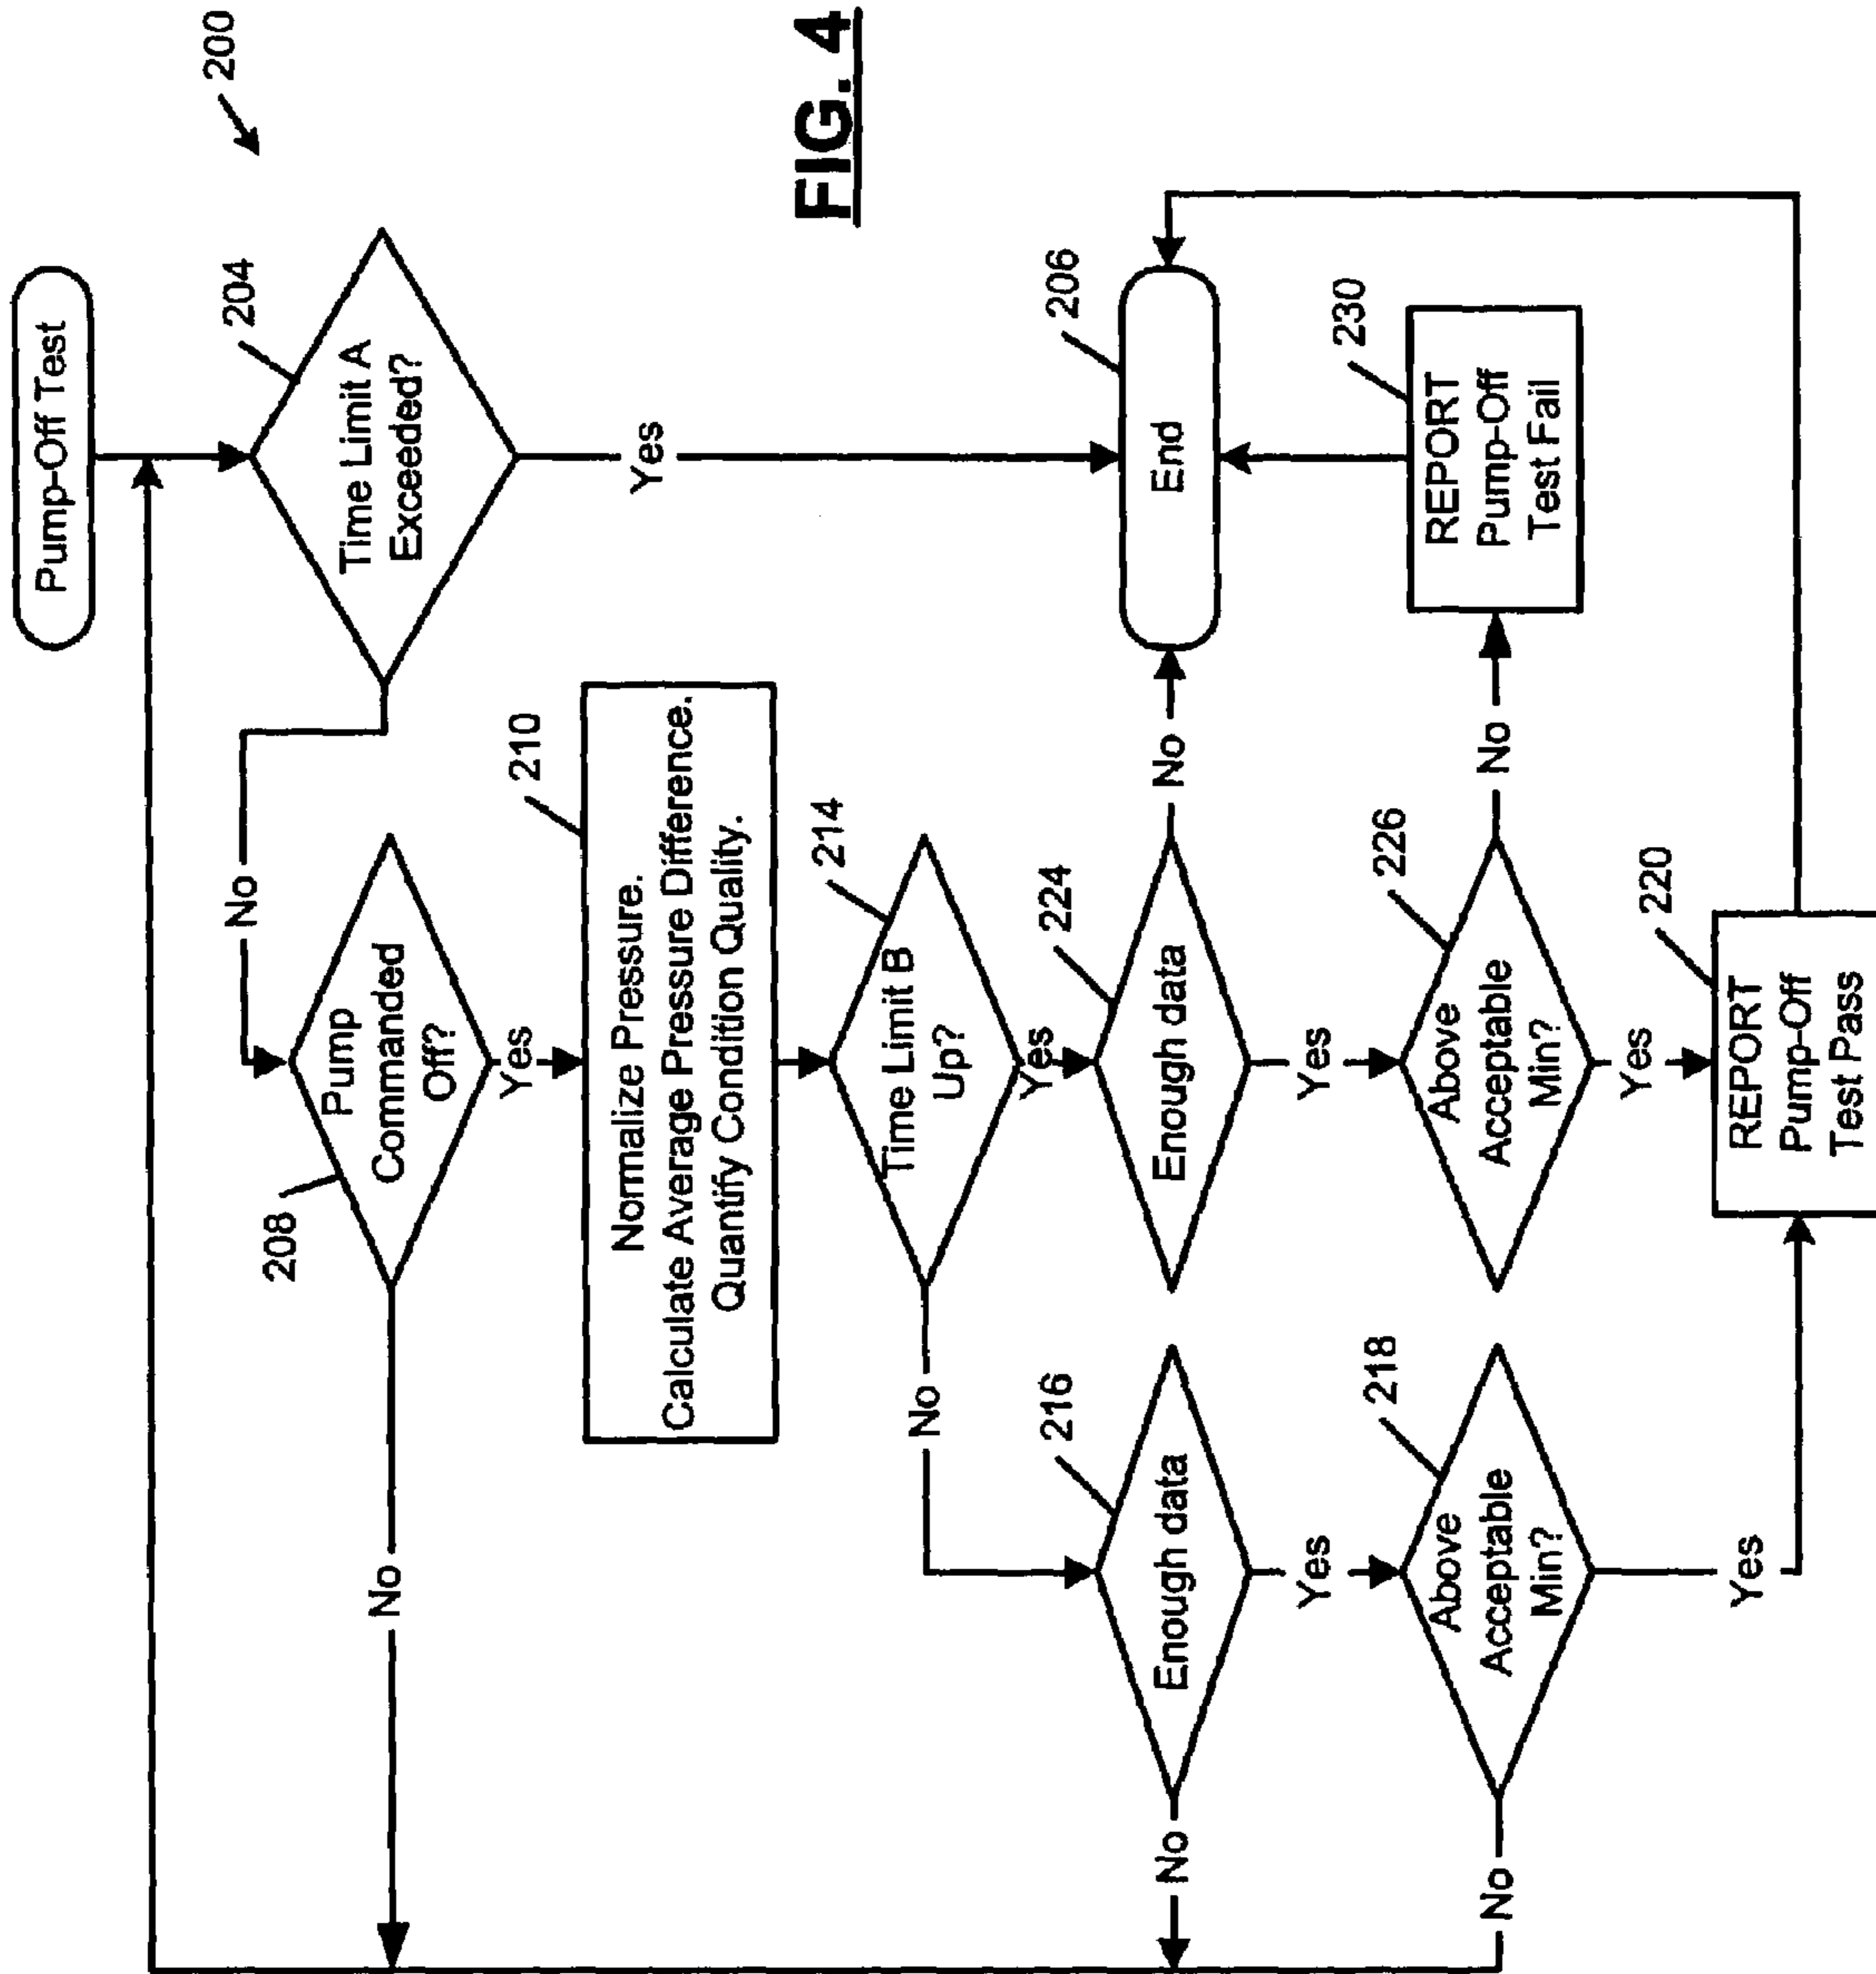 Pump-Off Test
200
204
Time Limit A
Exceeded?
No
Yes
208
Pump
Commanded
Off?
No
Yes
210
Normalize Pressure.
Calculate Average Pressure Difference.
Quantify Condition Quality.
214
Time Limit B
Up?
No
Yes
216
Enough data
No
Yes
224
Enough data
No
Yes
206
End
218
Above
Acceptable
Min?
No
Yes
226
Above
Acceptable
Min?
No
Yes
230
REPORT
Pump-Off
Test Fail
220
REPORT
Pump-Off
Test Pass
FIG. 4